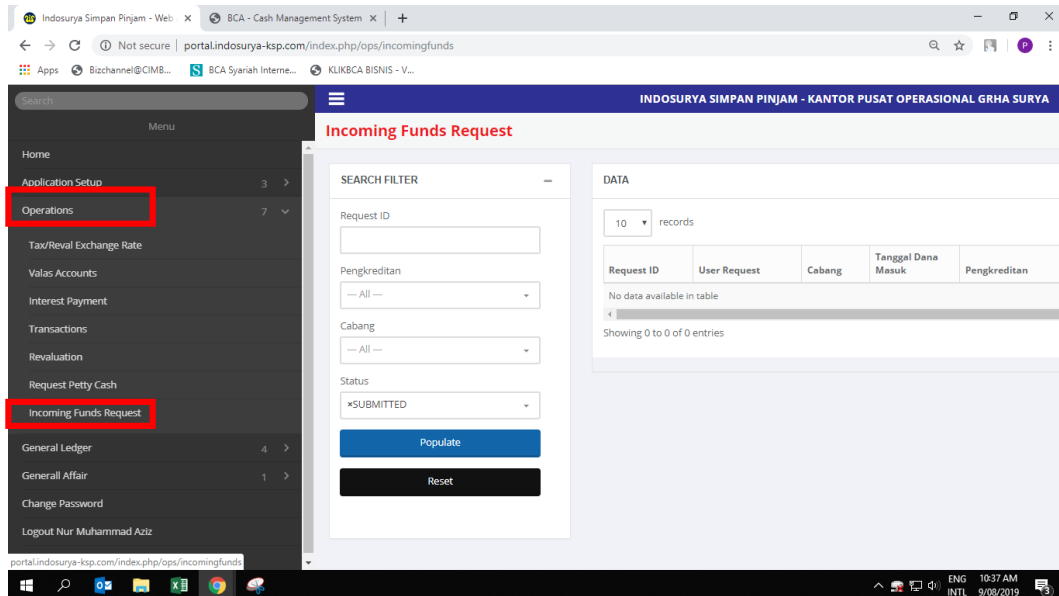 Indosurya Simpan Pinjam - Web
BCA - Cash Management System
Not secure portal.indosurya-ksp.com/index.php/ops/incomingfunds
P
Apps Bizchannel@CIMB... BCA Syariah Interne... KLIKBCA BISNIS - V...
Search
INDOSURYA SIMPAN PINJAM - KANTOR PUSAT OPERASIONAL GRHA SURYA
Menu
Incoming Funds Request
Home
Application Setup 3
Operations 7
Tax/Reval Exchange Rate
Valas Accounts
Interest Payment
Transactions
Revaluation
Request Petty Cash
Incoming Funds Request
General Ledger 4
Generall Affair 1
Change Password
Logout Nur Muhammad Aziz
SEARCH FILTER
Request ID
Pengkreditan
--- All ---
Cabang
--- All ---
Status
×SUBMITTED
Populate
Reset
DATA
10 records
Request ID User Request Cabang Tanggal Dana Masuk Pengkreditan
No data available in table
Showing 0 to 0 of 0 entries
portal.indosurya-ksp.com/index.php/ops/incomingfunds
ENG 10:37 AM
INTL 9/08/2019
3